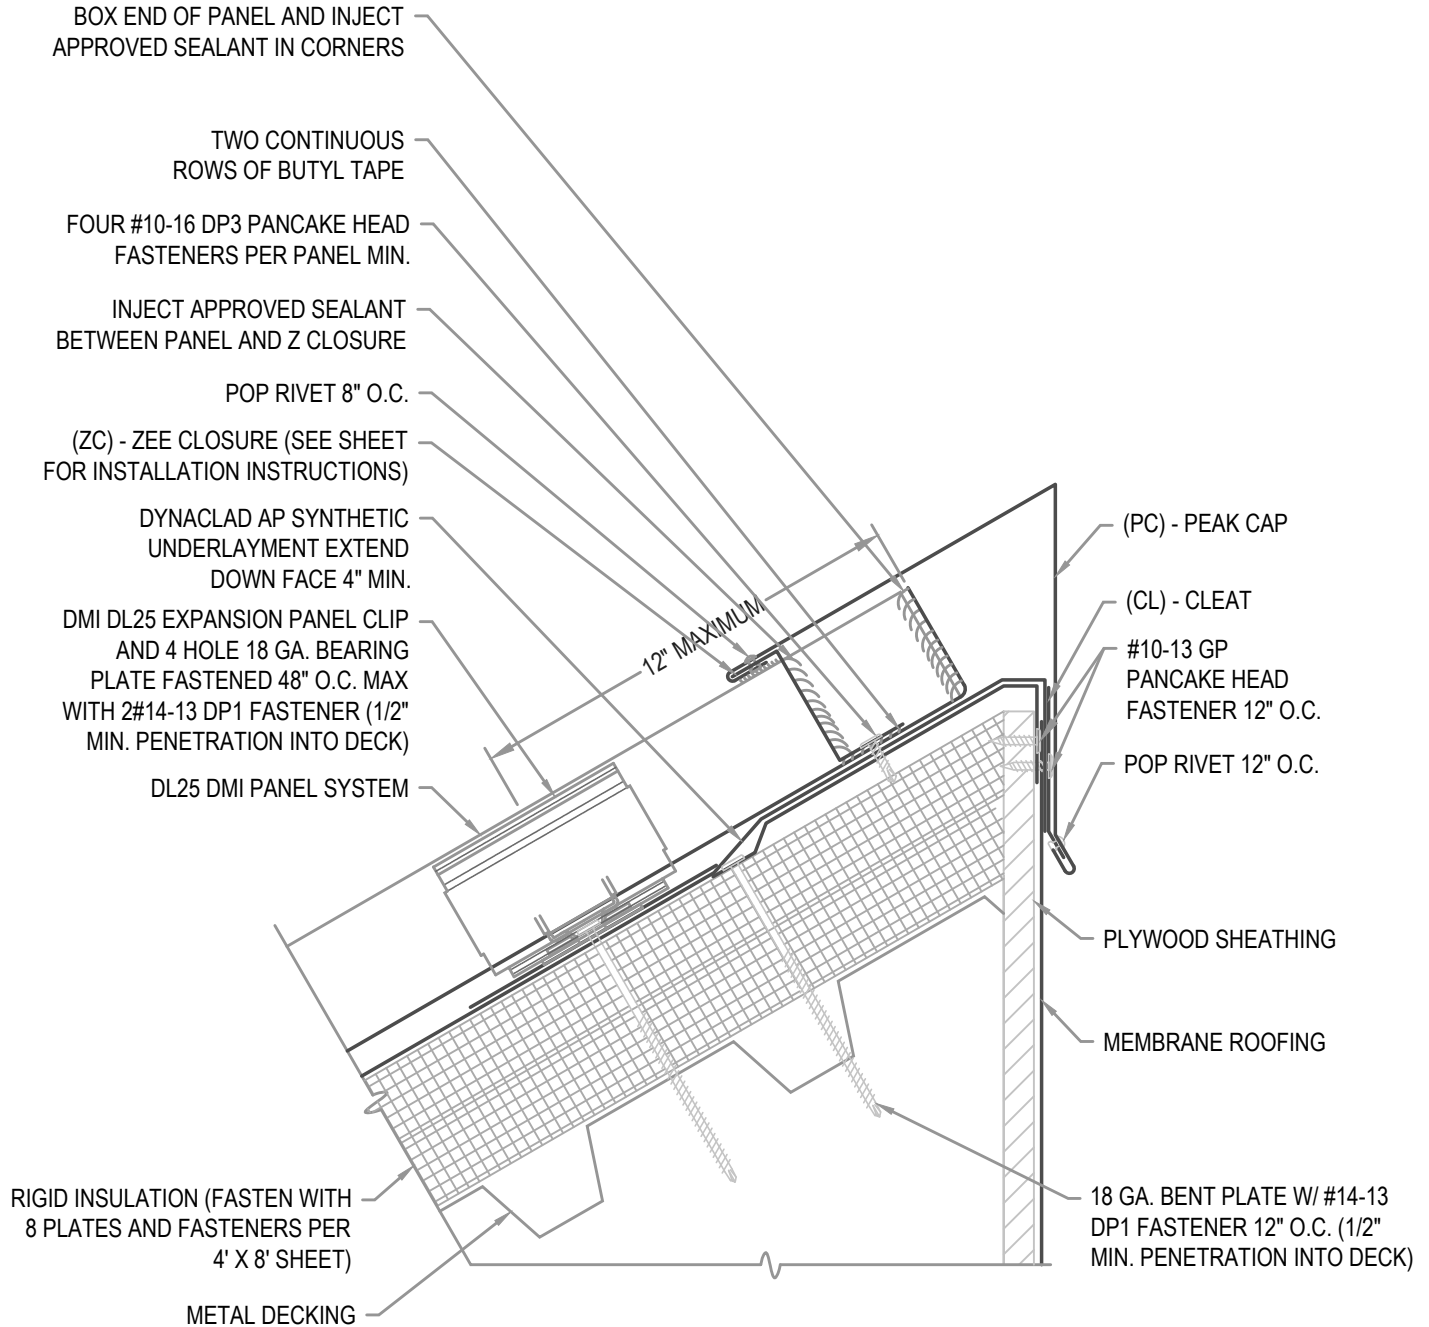 BOX END OF PANEL AND INJECT
APPROVED SEALANT IN CORNERS
TWO CONTINUOUS
ROWS OF BUTYL TAPE
FOUR #10-16 DP3 PANCAKE HEAD
FASTENERS PER PANEL MIN.
INJECT APPROVED SEALANT
BETWEEN PANEL AND Z CLOSURE
POP RIVET 8" O.C.
(ZC) - ZEE CLOSURE (SEE SHEET
FOR INSTALLATION INSTRUCTIONS)
DYNACLAD AP SYNTHETIC
UNDERLAYMENT EXTEND
DOWN FACE 4" MIN.
DMI DL25 EXPANSION PANEL CLIP
AND 4 HOLE 18 GA. BEARING
PLATE FASTENED 48" O.C. MAX
WITH 2#14-13 DP1 FASTENER (1/2"
MIN. PENETRATION INTO DECK)
DL25 DMI PANEL SYSTEM
12" MAXIMUM
(PC) - PEAK CAP
(CL) - CLEAT
#10-13 GP
PANCAKE HEAD
FASTENER 12" O.C.
POP RIVET 12" O.C.
PLYWOOD SHEATHING
MEMBRANE ROOFING
18 GA. BENT PLATE W/ #14-13
DP1 FASTENER 12" O.C. (1/2"
MIN. PENETRATION INTO DECK)
RIGID INSULATION (FASTEN WITH
8 PLATES AND FASTENERS PER
4' X 8' SHEET)
METAL DECKING